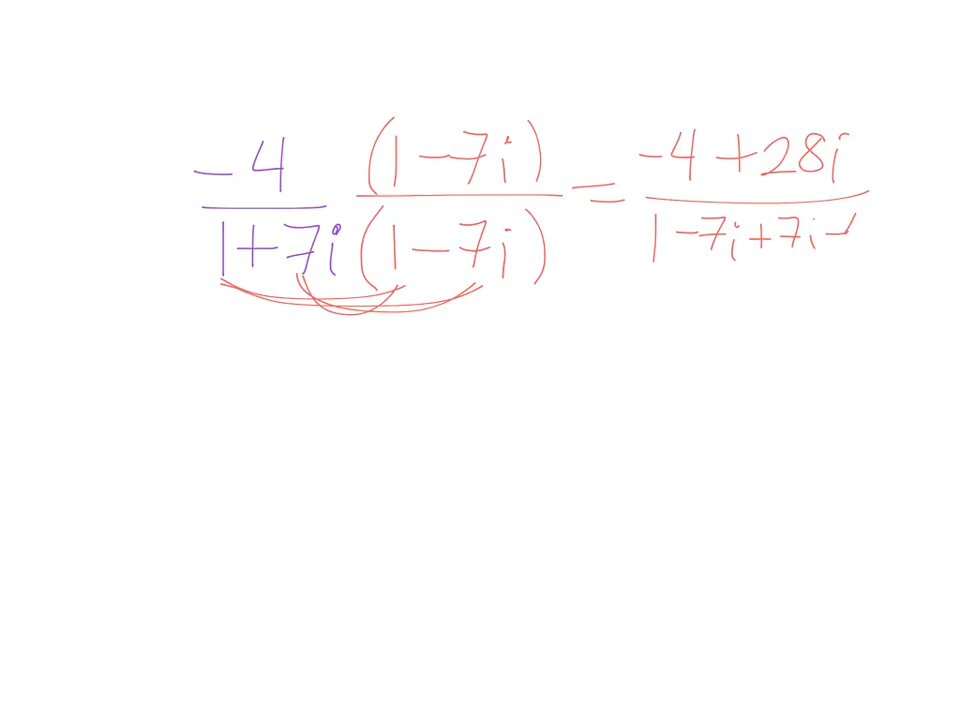 -4 (1-7i) = -4+28i
1+7i (1-7i) 1-7i+7i-